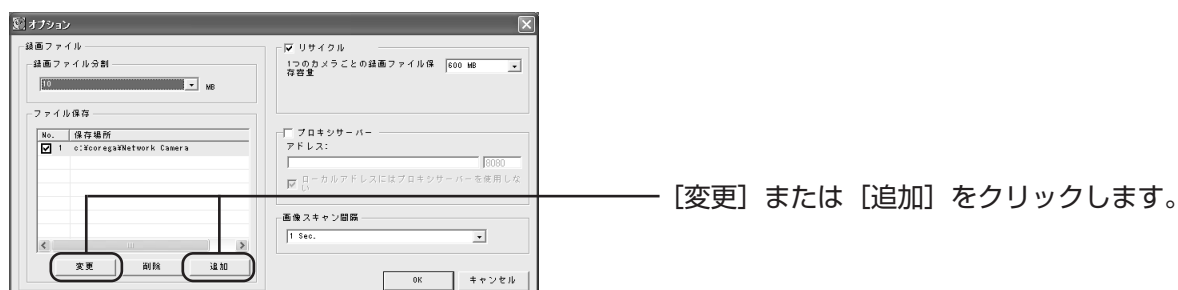 オプション
録画ファイル
録画ファイル分割
10 MB
ファイル保存
No. 保存場所
1 c:¥corega¥Network Camera
変更 削除 追加
リサイクル
1つのカメラごとの録画ファイル保
存容量
600 MB
プロキシサーバー
アドレス:
8080
ローカルアドレスにはプロキシサーバーを使用しな
い
画像スキャン間隔
1 Sec.
OK キャンセル
［変更］または［追加］をクリックします。